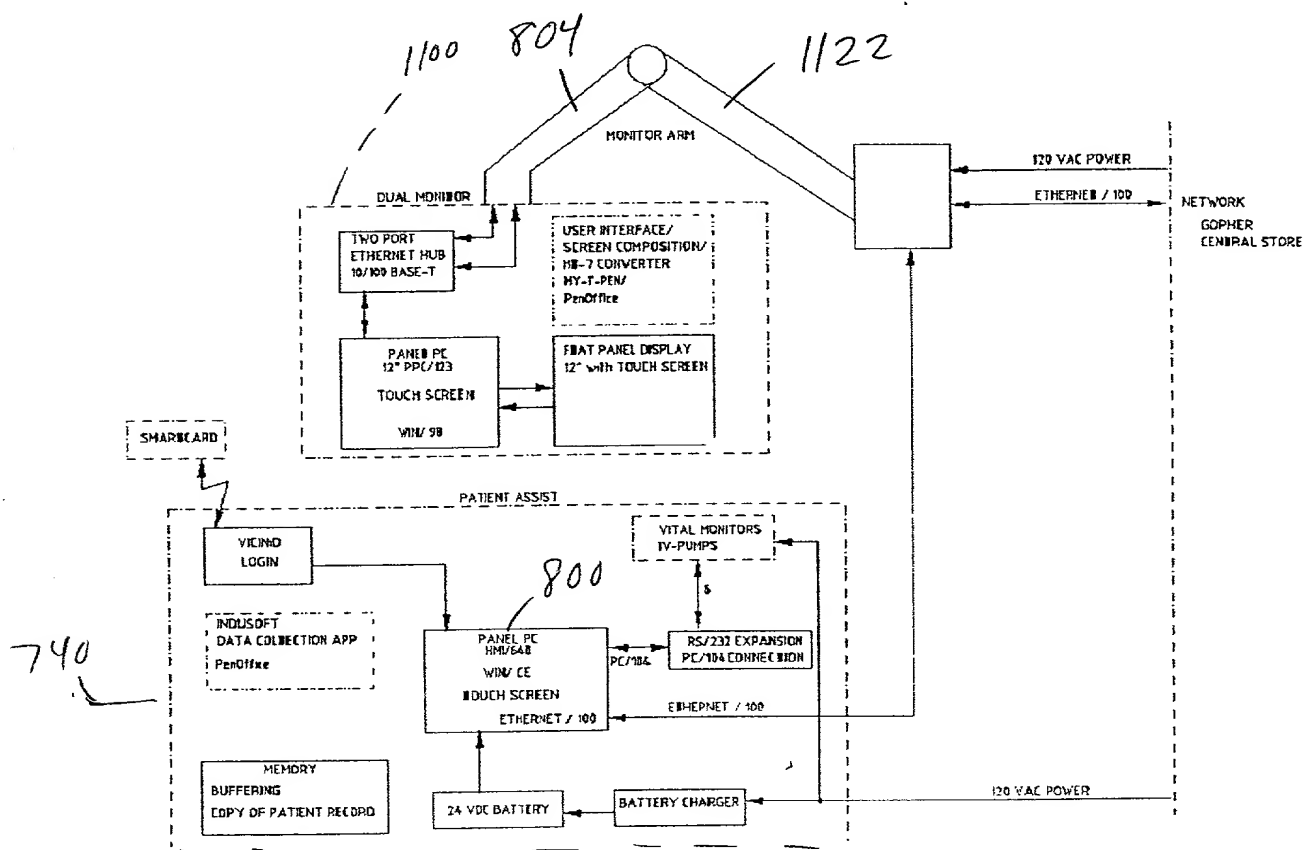 1100
804
1122
MONITOR ARM
120 VAC POWER
ETHERNET / 100
NETWORK
GOPHER
CENTRAL STORE
DUAL MONITOR
TWO PORT
ETHERNET HUB
10/100 BASE-T
USER INTERFACE/
SCREEN COMPOSITION/
CONVERTER
MY-T-PEN/
PenOffice
PANEL PC
12" PPC/123
TOUCH SCREEN
WIN/ 98
FLAT PANEL DISPLAY
12" with TOUCH SCREEN
SMARTCARD
PATIENT ASSIST
LOGIN
VITAL MONITORS
IV-PUMPS
5
800
INDUSOFT
DATA COLLECTION APP
PenOffice
740
PANEL PC
HMI/640
WIN/ CE
TOUCH SCREEN
ETHERNET / 100
PC/104
RS/232 EXPANSION
PC/104 CONNECTION
ETHERNET / 100
MEMORY
BUFFERING
COPY OF PATIENT RECORD
24 VDC BATTERY
BATTERY CHARGER
120 VAC POWER